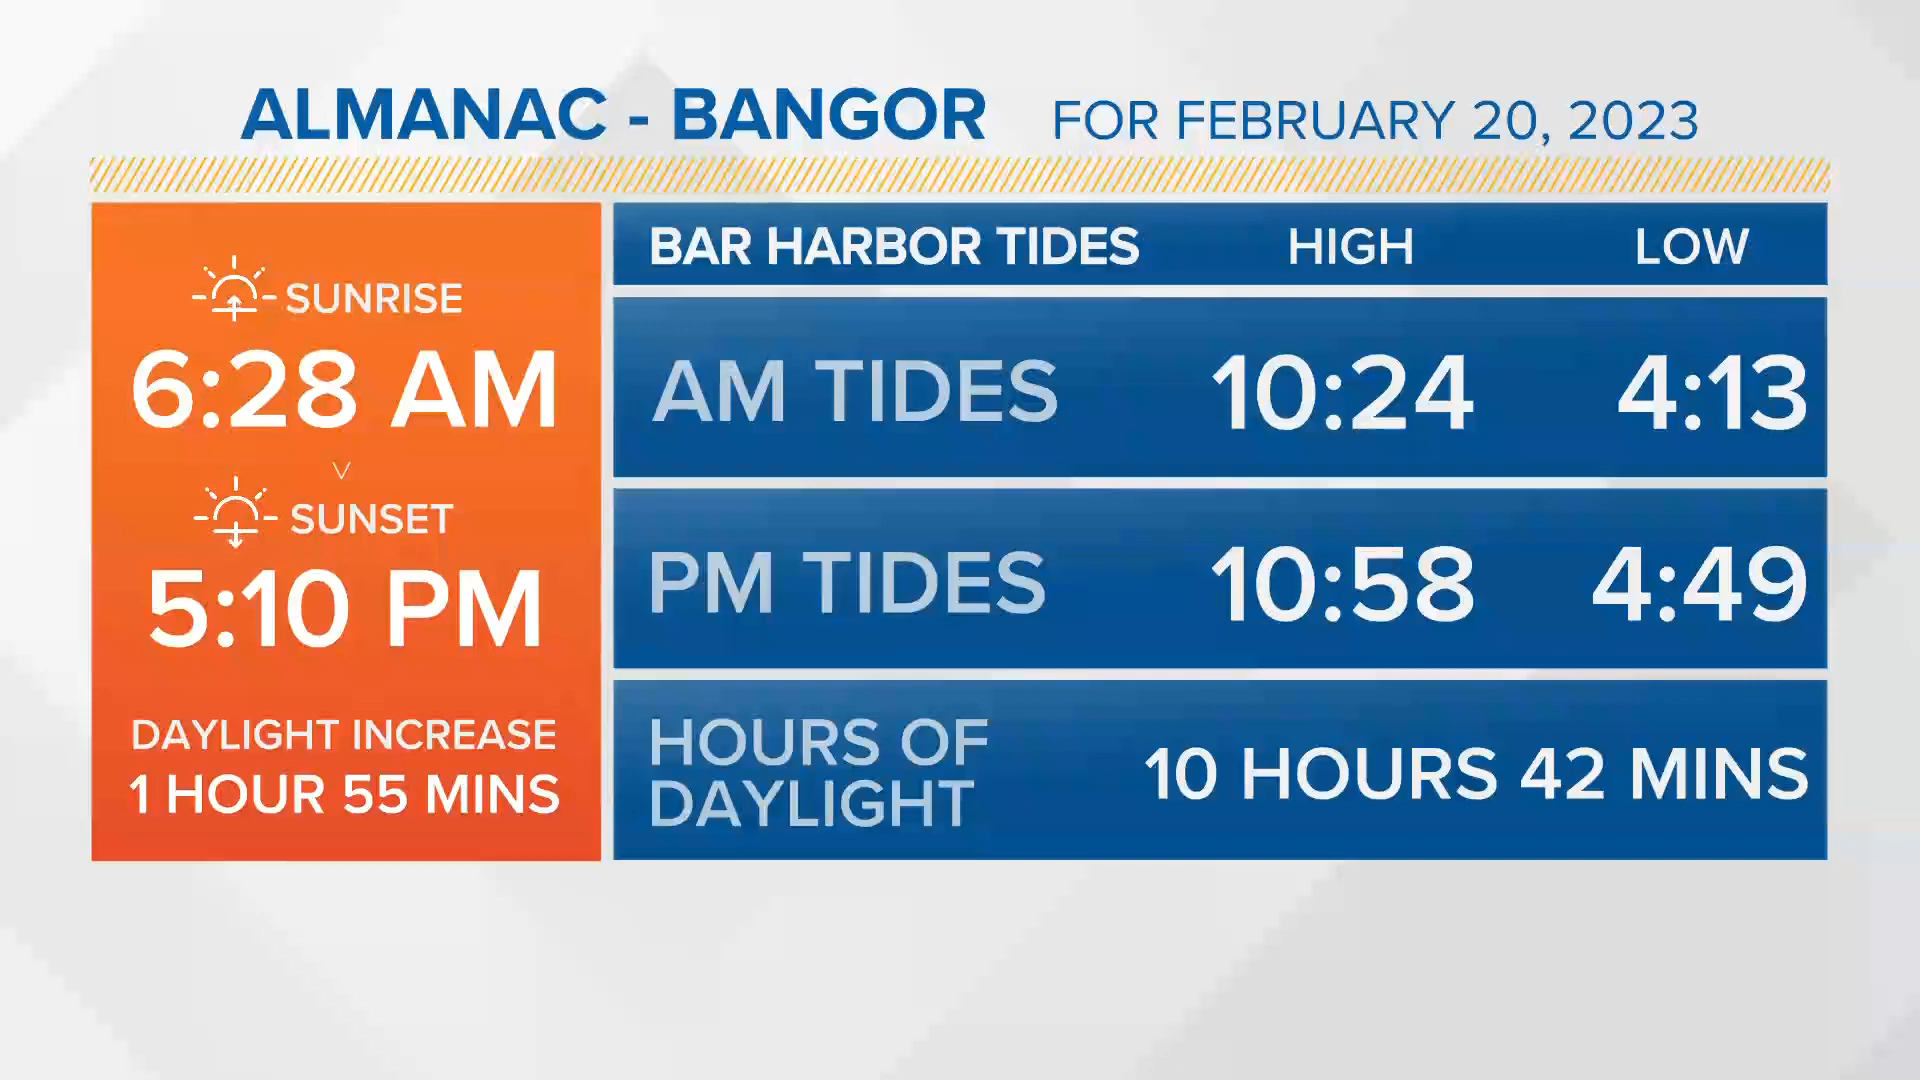 ALMANAC - BANGOR FOR FEBRUARY 20, 2023
SUNRISE
6:28 AM
SUNSET
5:10 PM
DAYLIGHT INCREASE
1 HOUR 55 MINS
BAR HARBOR TIDES HIGH LOW
AM TIDES 10:24 4:13
PM TIDES 10:58 4:49
HOURS OF
DAYLIGHT
10 HOURS 42 MINS